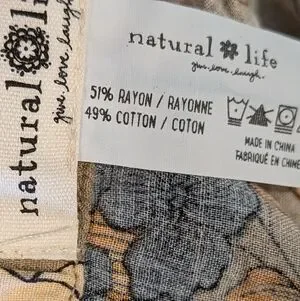 natural life
give.love.laugh.
51% RAYON / RAYONNE
49% COTTON / COTON
MADE IN CHINA
FABRIQUÉ EN CHINE
natural li
give love laugh